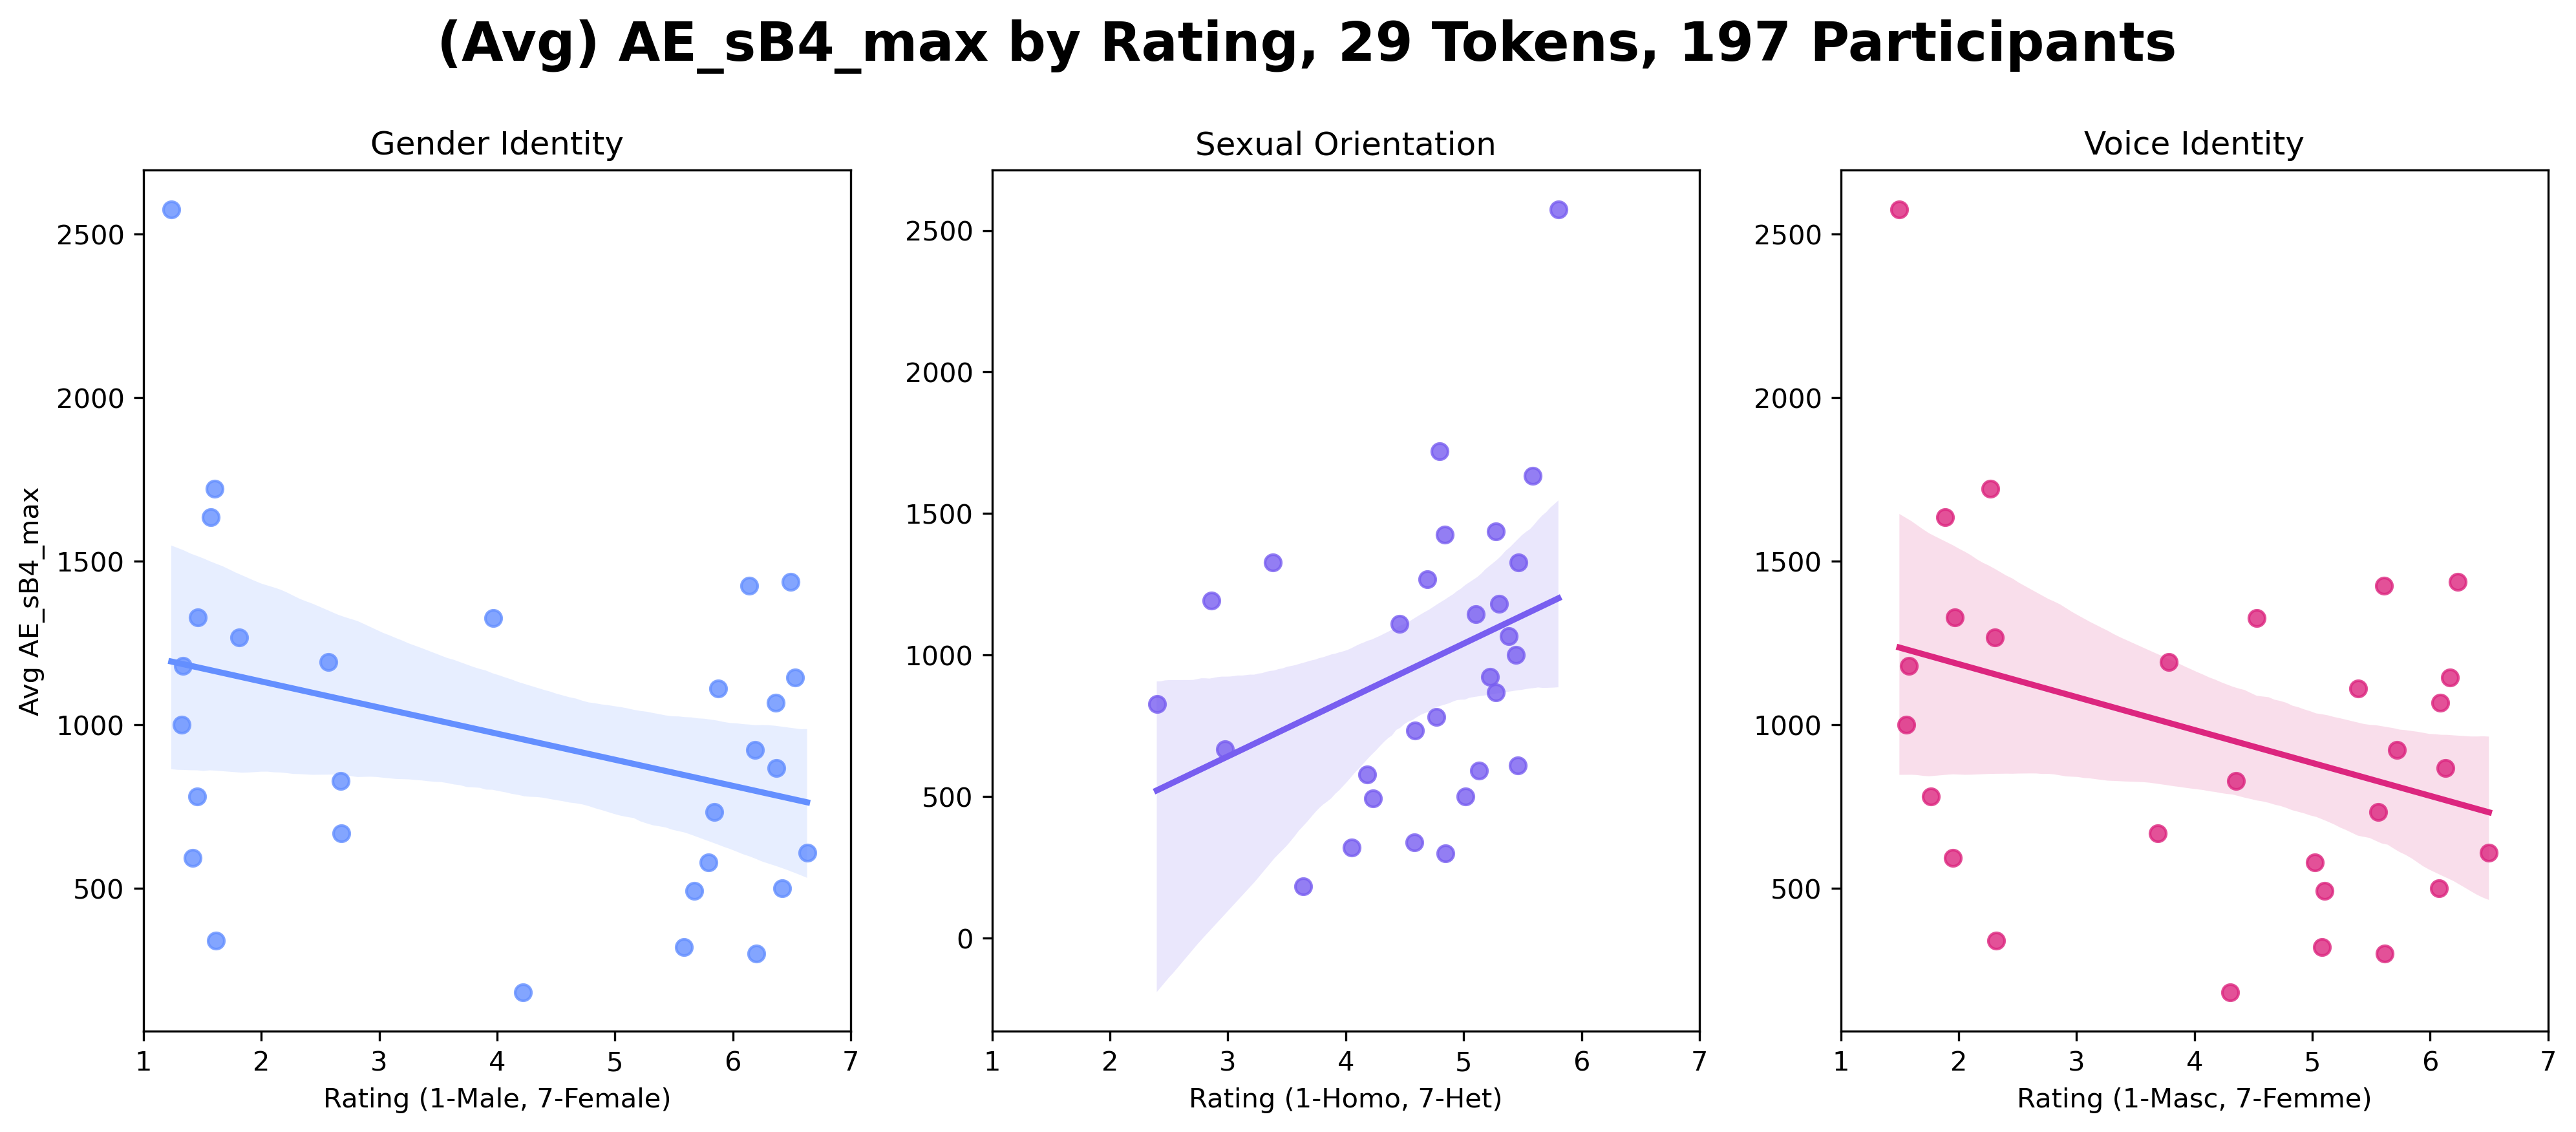 (Avg) AE_sB4_max by Rating, 29 Tokens, 197 Participants
Gender Identity
Avg AE_sB4_max
2500
2000
1500
1000
500
1 2 3 4 5 6 7
Rating (1-Male, 7-Female)
Sexual Orientation
2500
2000
1500
1000
500
0
1 2 3 4 5 6 7
Rating (1-Homo, 7-Het)
Voice Identity
2500
2000
1500
1000
500
1 2 3 4 5 6 7
Rating (1-Masc, 7-Femme)